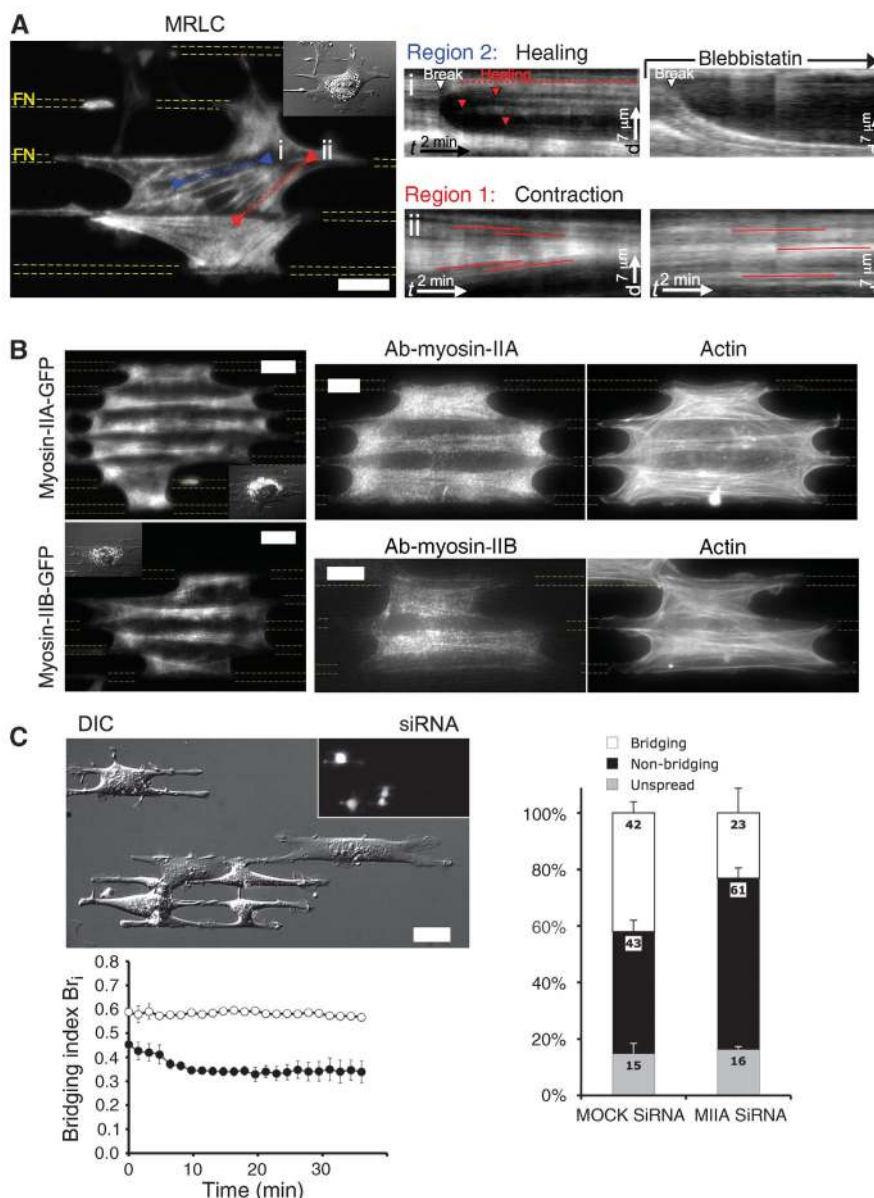 A
MRLC
FN
FN
i
ii
Region 2: Healing
Blebbistatin
i
Break
Healing
t 2 min
d 7 µm
Break
d 7 µm
Region 1: Contraction
ii
t 2 min
d 7 µm
t 2 min
d 7 µm
B
Myosin-IIA-GFP
Ab-myosin-IIA
Actin
Myosin-IIB-GFP
Ab-myosin-IIB
Actin
C
DIC
siRNA
Bridging index Bri
0.8
0.7
0.6
0.5
0.4
0.3
0.2
0.1
0.0
0
10
20
30
Time (min)
Bridging
Non-bridging
Unspread
100%
80%
60%
40%
20%
0%
42
43
15
23
61
16
MOCK SiRNA
MIIA SiRNA